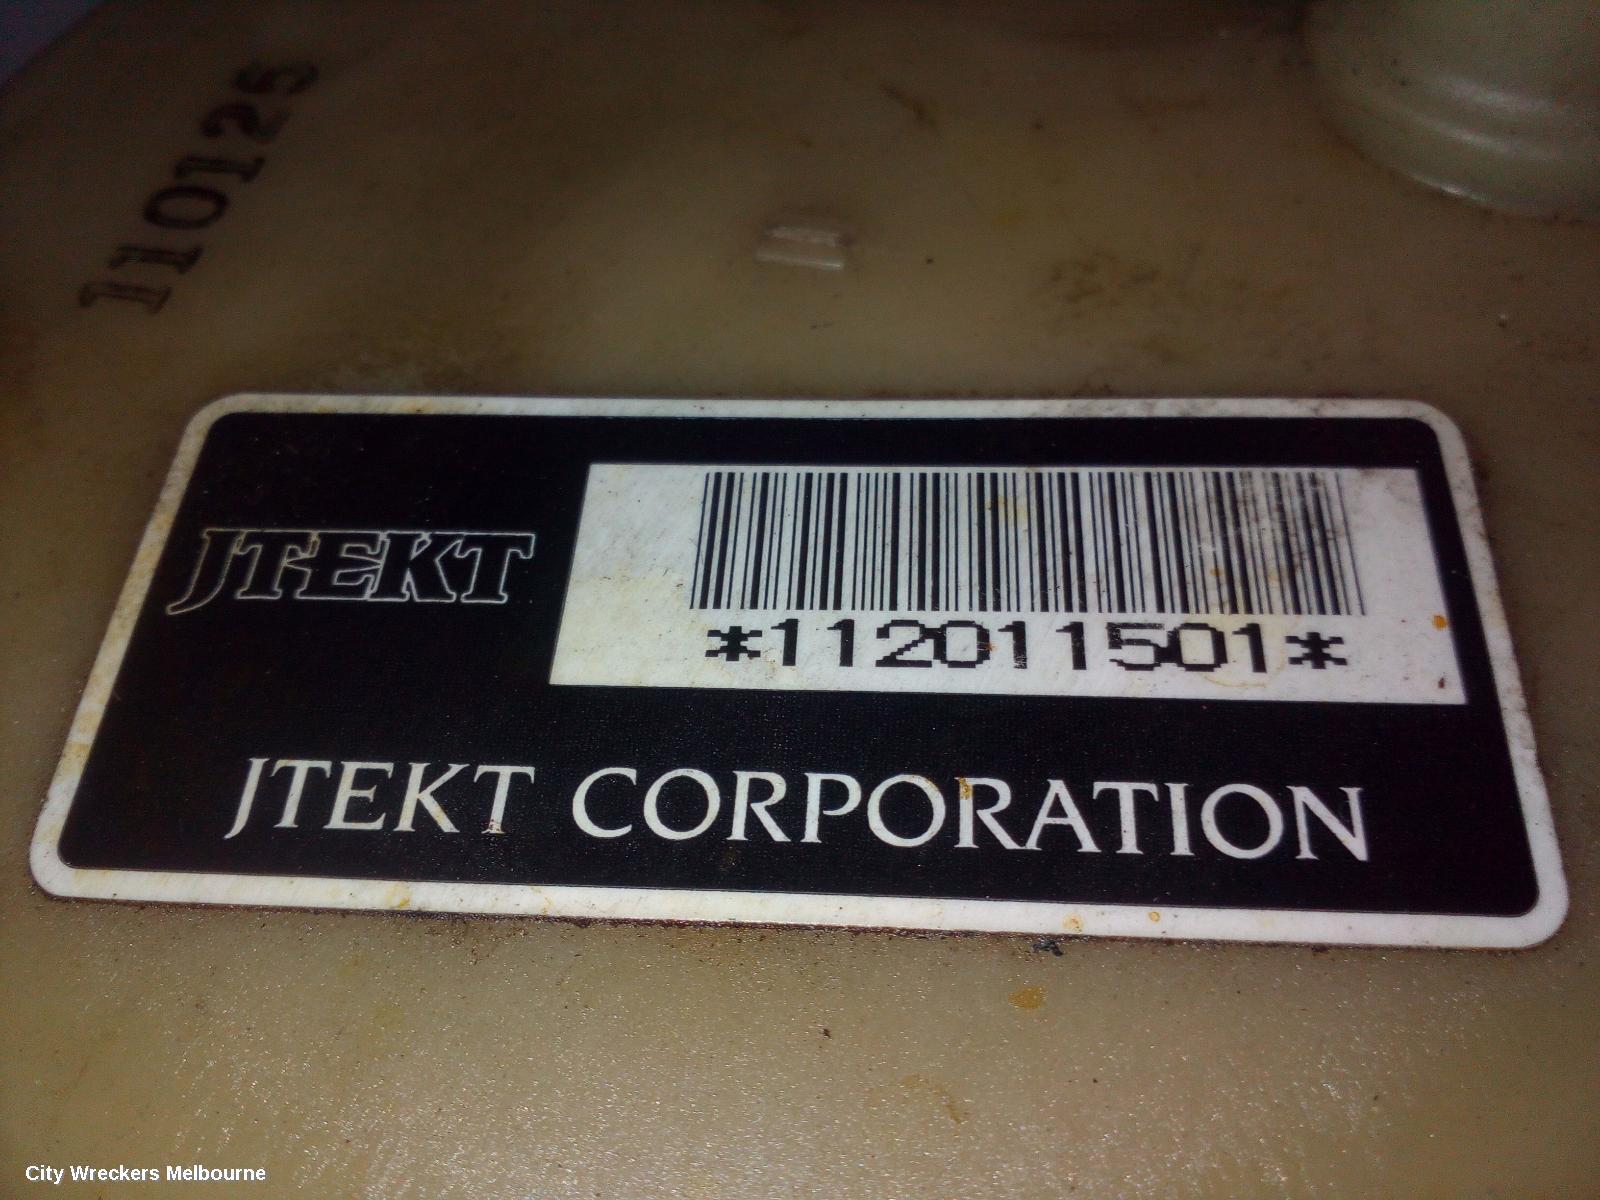 110125
JTEKT
*112011501*
JTEKT CORPORATION
City Wreckers Melbourne